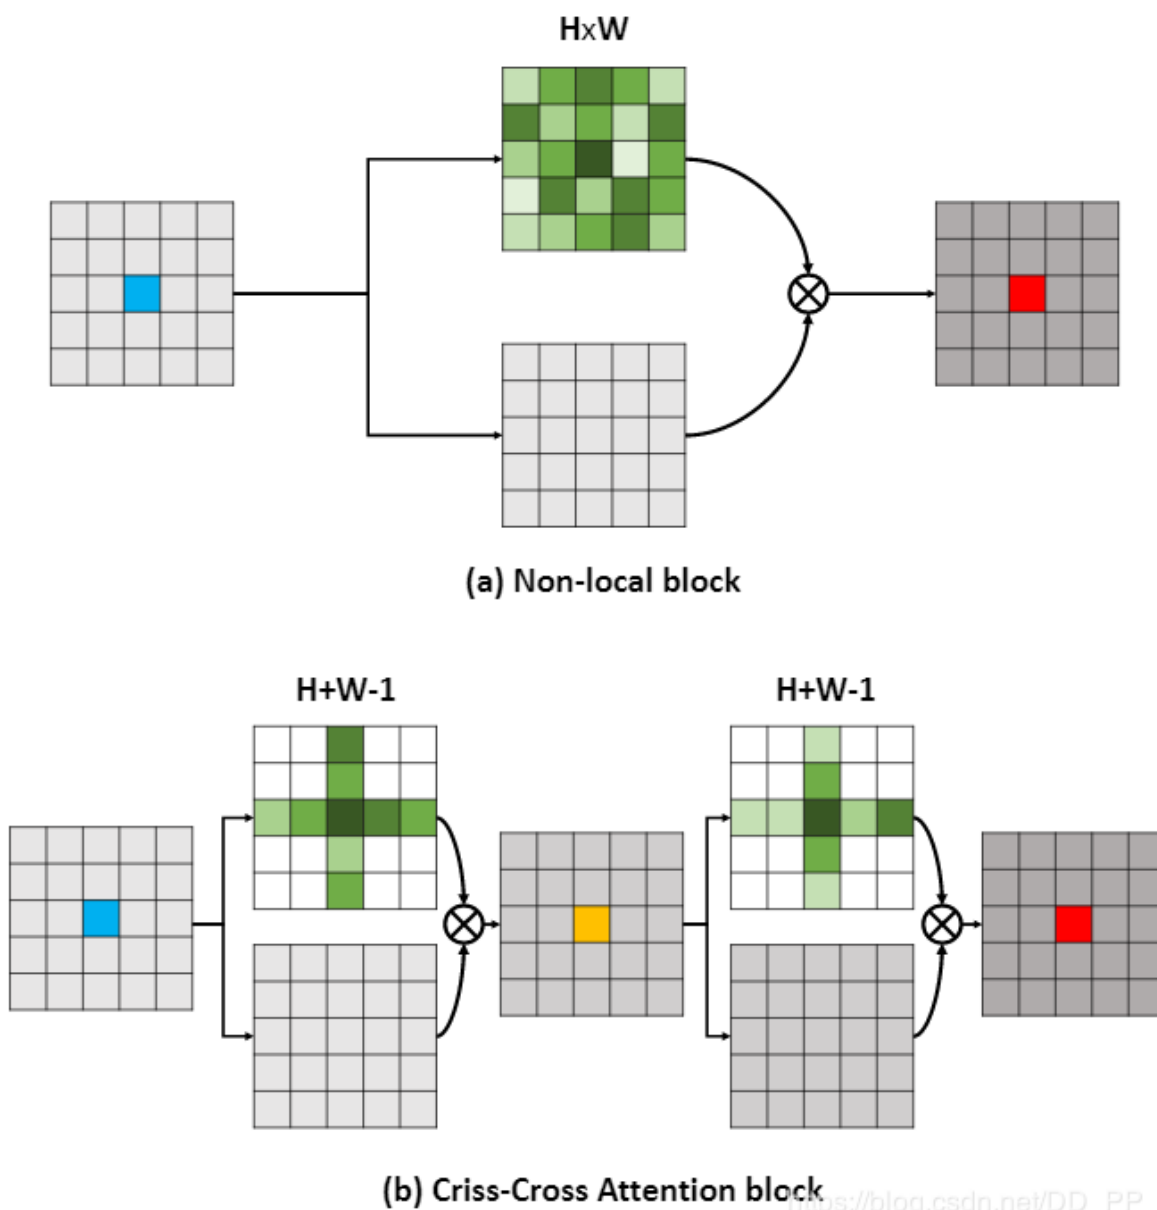 HxW
(a) Non-local block
H+W-1
H+W-1
(b) Criss-Cross Attention block
https://blog.csdn.net/DD_PP